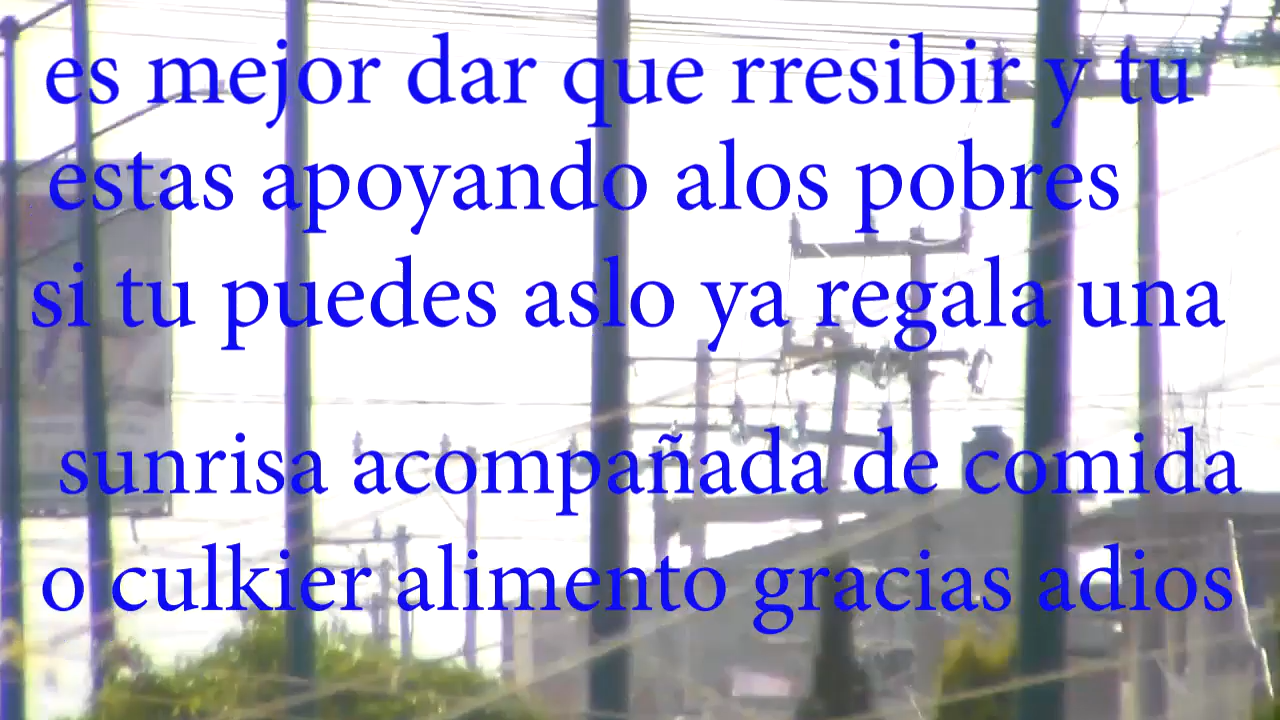 es mejor dar que rresibir y tu
estas apoyando alos pobres
si tu puedes aslo ya regala una
sunrisa acompañada de comida
o culkier alimento gracias adios